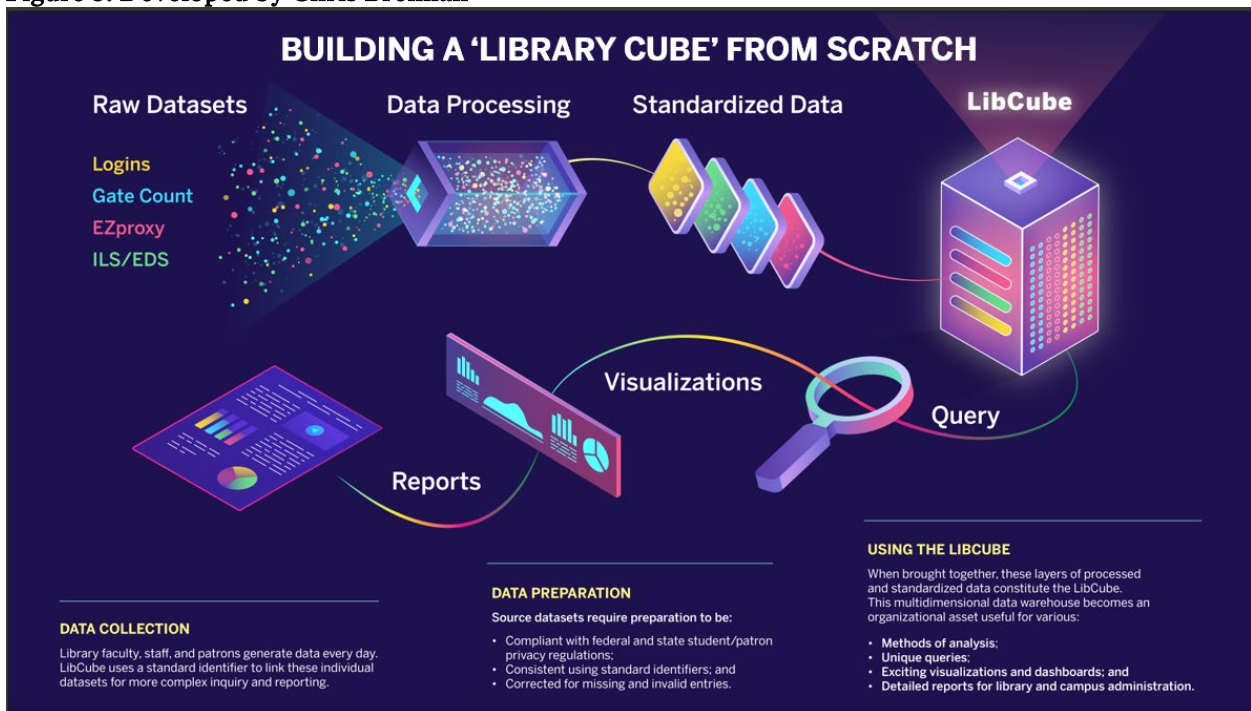 BUILDING A ‘LIBRARY CUBE’ FROM SCRATCH
Raw Datasets
Data Processing
Standardized Data
LibCube
Logins
Gate Count
EZproxy
ILS/EDS
Visualizations
Query
Reports
DATA COLLECTION
Library faculty, staff, and patrons generate data every day.
LibCube uses a standard identifier to link these individual
datasets for more complex inquiry and reporting.
DATA PREPARATION
Source datasets require preparation to be:
• Compliant with federal and state student/patron
privacy regulations;
• Consistent using standard identifiers; and
• Corrected for missing and invalid entries.
USING THE LIBCUBE
When brought together, these layers of processed
and standardized data constitute the LibCube.
This multidimensional data warehouse becomes an
organizational asset useful for various:
• Methods of analysis;
• Unique queries;
• Exciting visualizations and dashboards; and
• Detailed reports for library and campus administration.